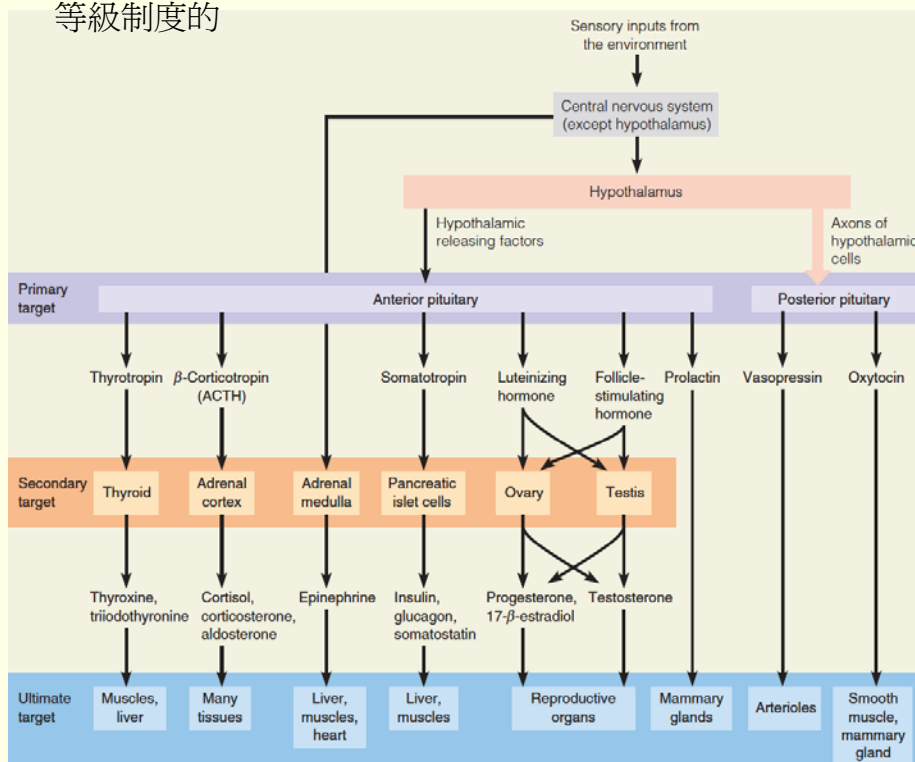 等級制度的
Sensory inputs from
the environment
Central nervous system
(except hypothalamus)
Hypothalamus
Hypothalamic
releasing factors
Axons of
hypothalamic
cells
Primary
target
Anterior pituitary
Posterior pituitary
Thyrotropin
β-Corticotropin
(ACTH)
Somatotropin
Luteinizing
hormone
Follicle-
stimulating
hormone
Prolactin
Vasopressin
Oxytocin
Secondary
target
Thyroid
Adrenal
cortex
Adrenal
medulla
Pancreatic
islet cells
Ovary
Testis
Thyroxine,
triiodothyronine
Cortisol,
corticosterone,
aldosterone
Epinephrine
Insulin,
glucagon,
somatostatin
Progesterone,
17-β-estradiol
Testosterone
Ultimate
target
Muscles,
liver
Many
tissues
Liver,
muscles,
heart
Liver,
muscles
Reproductive
organs
Mammary
glands
Arterioles
Smooth
muscle,
mammary
gland